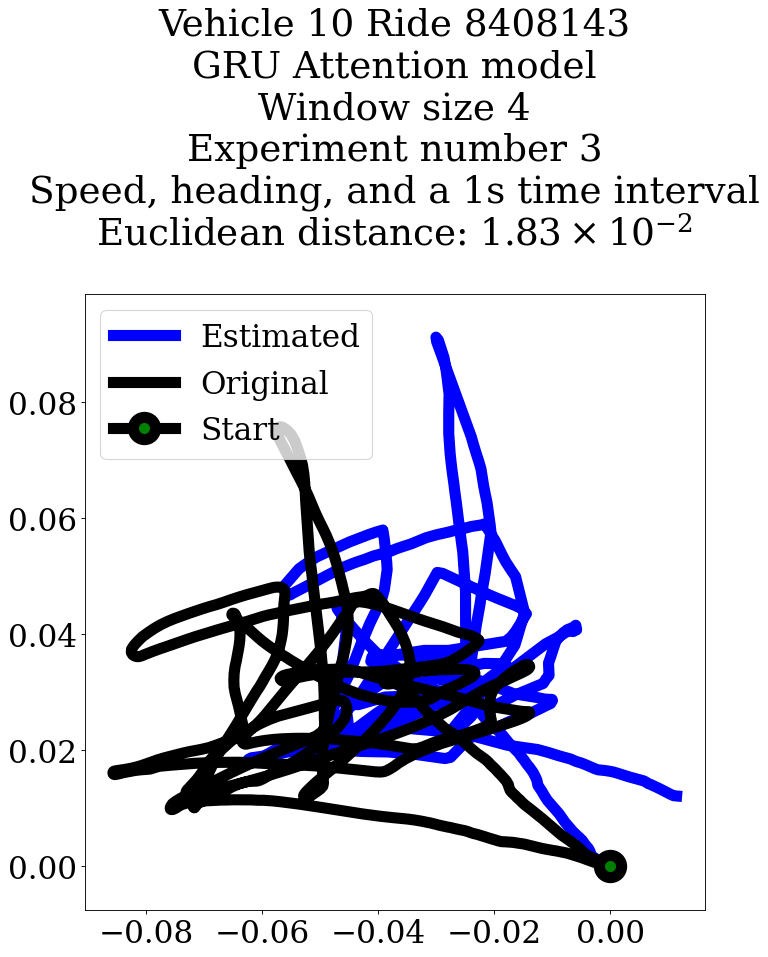 Vehicle 10 Ride 8408143
GRU Attention model
Window size 4
Experiment number 3
Speed, heading, and a 1s time interval
Euclidean distance: 1.83 × 10⁻²
Estimated
Original
Start
0.08
0.06
0.04
0.02
0.00
−0.08 −0.06 −0.04 −0.02 0.00